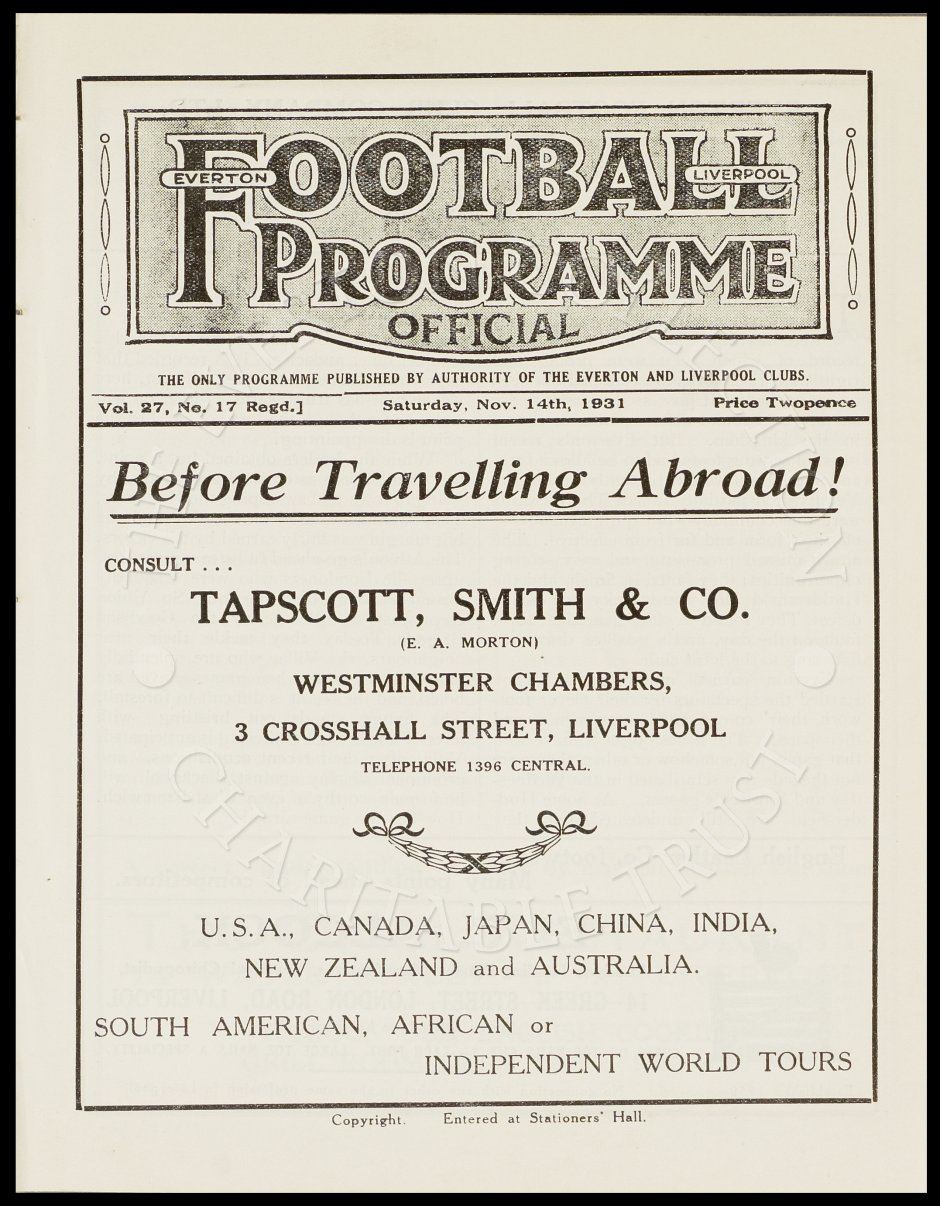 FOOTBALL
EVERTON
LIVERPOOL
PROGRAMME
OFFICIAL
THE ONLY PROGRAMME PUBLISHED BY AUTHORITY OF THE EVERTON AND LIVERPOOL CLUBS.
Vol. 27, No. 17 Regd.] Saturday, Nov. 14th, 1931 Price Twopence
Before Travelling Abroad!
CONSULT . . .
TAPSCOTT, SMITH & CO.
(E. A. MORTON)
WESTMINSTER CHAMBERS,
3 CROSSHALL STREET, LIVERPOOL
TELEPHONE 1396 CENTRAL.
U.S.A., CANADA, JAPAN, CHINA, INDIA,
NEW ZEALAND and AUSTRALIA.
SOUTH AMERICAN, AFRICAN or
INDEPENDENT WORLD TOURS
Copyright. Entered at Stationers' Hall.
CHARITABLE TRUST